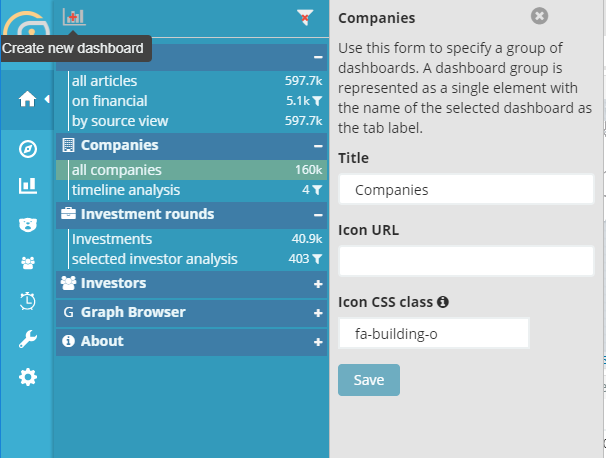 Create new dashboard
all articles 597.7k
on financial 5.1k
by source view 597.7k
Companies
all companies 160k
timeline analysis 4
Investment rounds
Investments 40.9k
selected investor analysis 403
Investors
G Graph Browser
About
Companies
Use this form to specify a group of
dashboards. A dashboard group is
represented as a single element with
the name of the selected dashboard as
the tab label.
Title
Companies
Icon URL
Icon CSS class
fa-building-o
Save